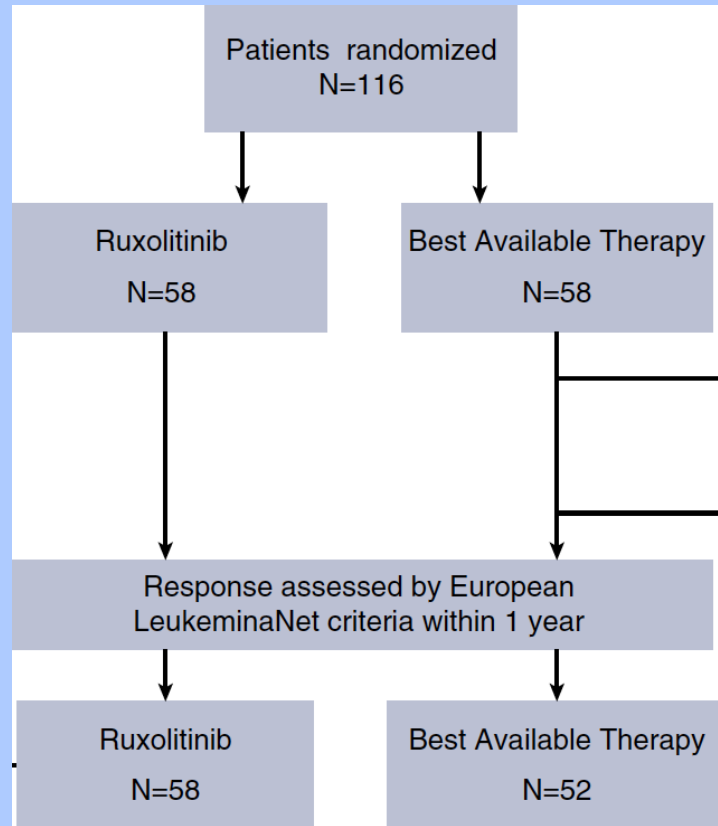 Patients randomized
N=116
Ruxolitinib
N=58
Best Available Therapy
N=58
Response assessed by European
LeukeminaNet criteria within 1 year
Ruxolitinib
N=58
Best Available Therapy
N=52